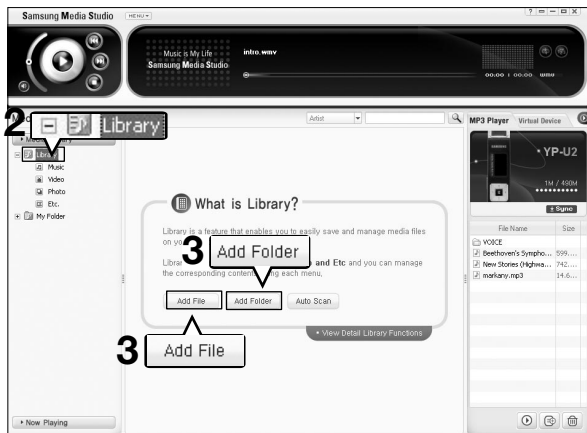 Samsung Media Studio
MENU
Music is My Life
Samsung Media Studio
intro.wmv
00:00 | 00:00 WMV
2
Library
Library
Music
Video
Photo
Etc.
My Folder
Now Playing
Artist
What is Library?
Library is a feature that enables you to easily save and manage media files
on
3
Add Folder
and Etc and you can manage
the corresponding content each menu.
Add File
Add Folder
Auto Scan
View Detail Library Functions
3
Add File
MP3 Player
Virtual Device
YP-U2
1M / 490M
Sync
File Name
Size
VOICE
Beethoven's Sympho... 599....
New Stories (Highwa... 742....
markany.mp3 14.6...